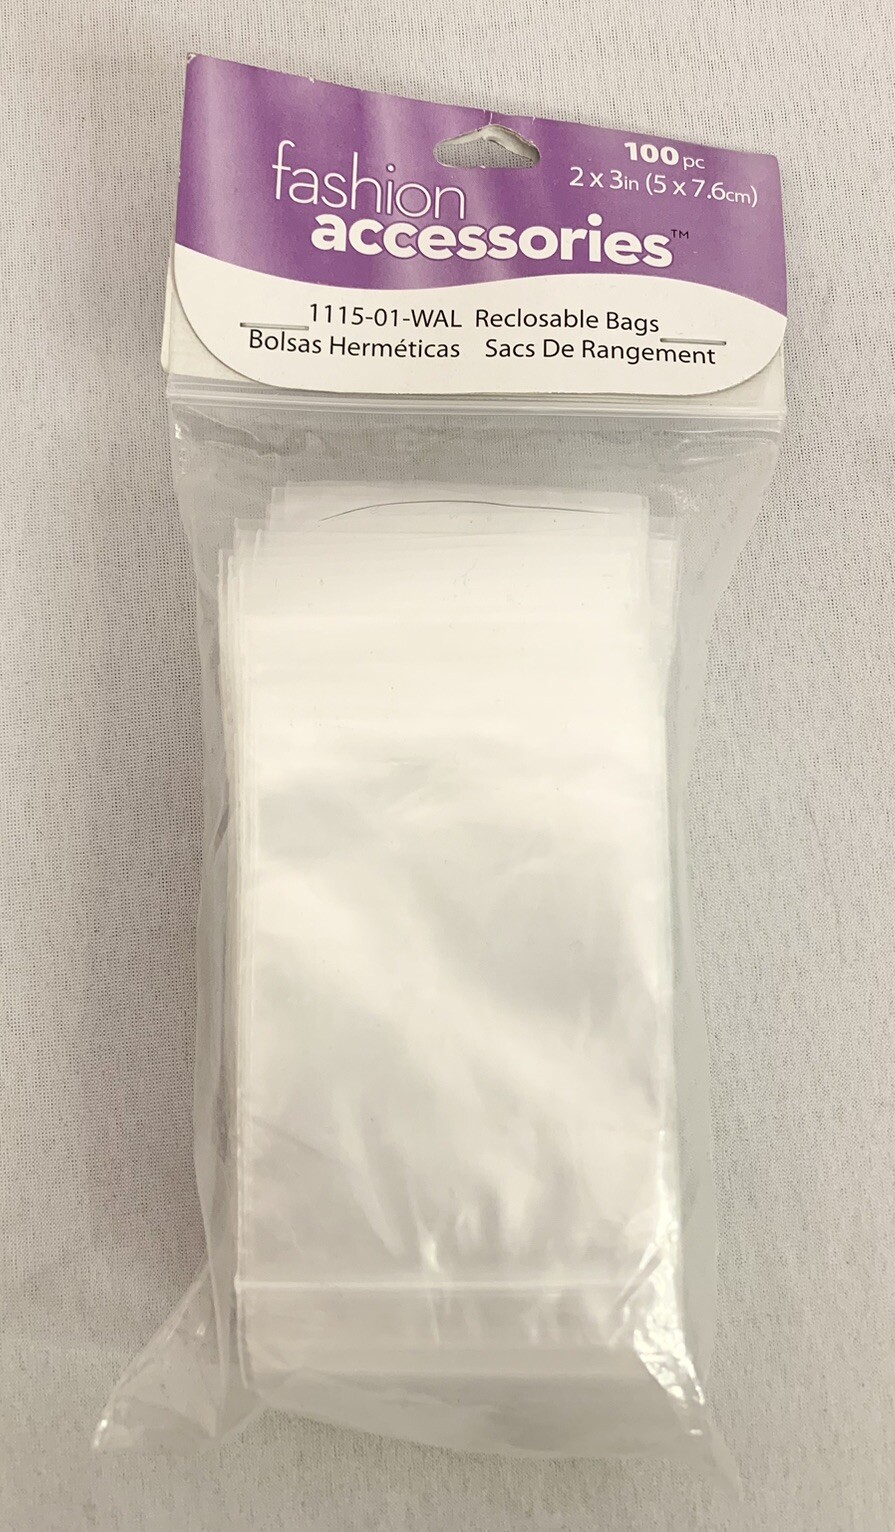 fashion
accessories™
100 pc
2 x 3in (5 x 7.6cm)
1115-01-WAL Reclosable Bags
Bolsas Herméticas Sacs De Rangement